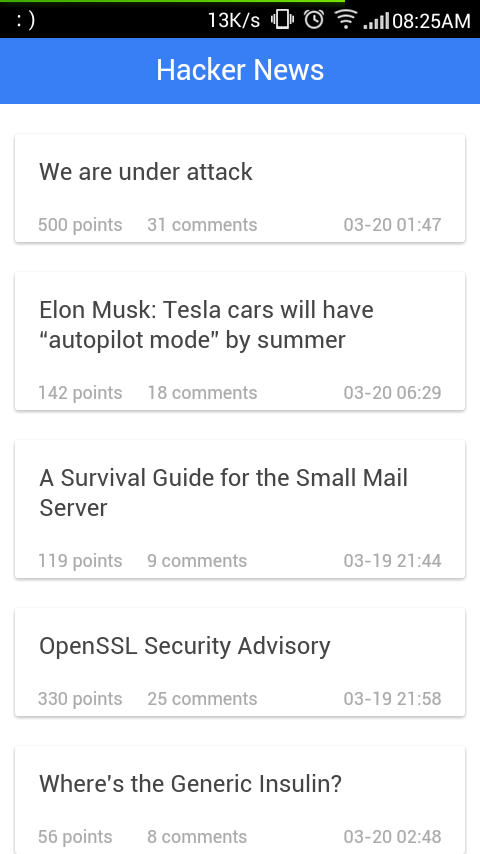 : ) 13K/s 08:25AM
Hacker News
We are under attack
500 points 31 comments 03-20 01:47
Elon Musk: Tesla cars will have
“autopilot mode” by summer
142 points 18 comments 03-20 06:29
A Survival Guide for the Small Mail
Server
119 points 9 comments 03-19 21:44
OpenSSL Security Advisory
330 points 25 comments 03-19 21:58
Where's the Generic Insulin?
56 points 8 comments 03-20 02:48